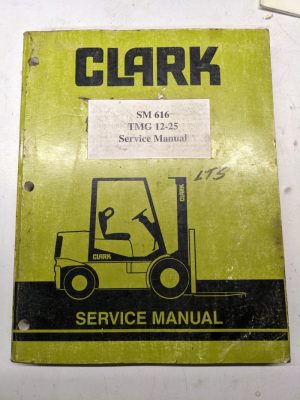 CLARK
SM 616
TMG 12-25
Service Manual
LTS
CLARK
CLARK
SERVICE MANUAL